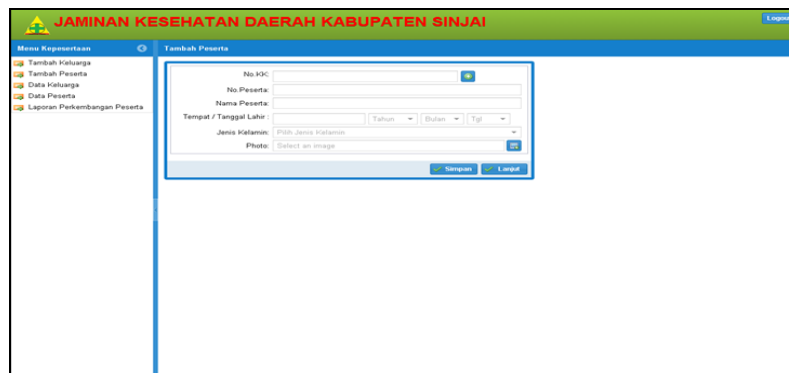 JAMINAN KESEHATAN DAERAH KABUPATEN SINJAI
Logout
Menu Kepesertaan
Tambah Keluarga
Tambah Peserta
Data Keluarga
Data Peserta
Laporan Perkembangan Peserta
Tambah Peserta
No.KK:
No.Peserta:
Nama Peserta:
Tempat / Tanggal Lahir : Tahun Bulan Tgl
Jenis Kelamin: Pilih Jenis Kelamin
Photo: Select an image
Simpan Lanjut